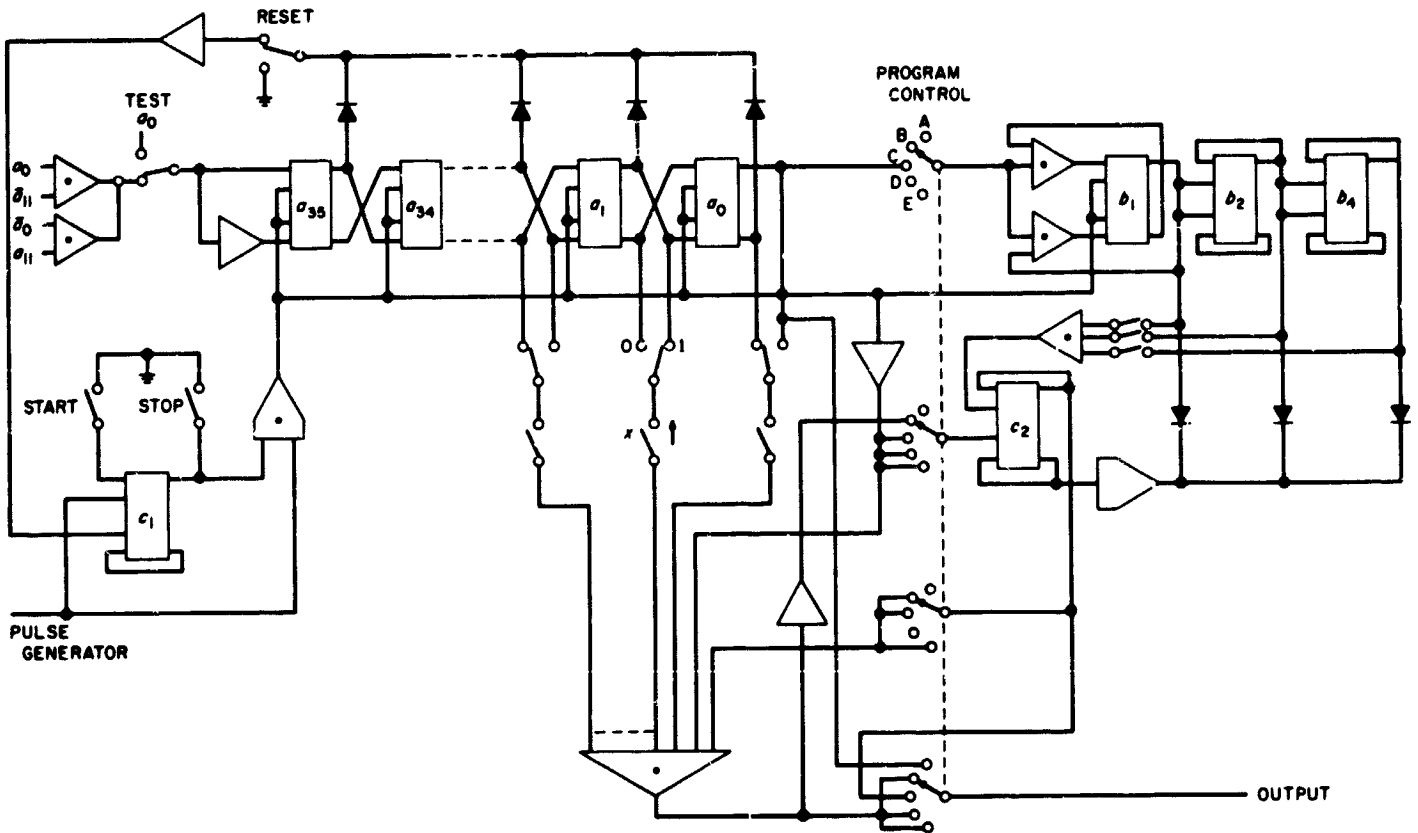 RESET
PROGRAM
CONTROL
TEST
a₀
A
B
C
D
E
a₀
ā₁₁
ā₀
a₁₁
a₃₅
a₃₄
a₁
a₀
b₁
b₂
b₄
0
1
START
STOP
x
c₂
c₁
PULSE
GENERATOR
OUTPUT